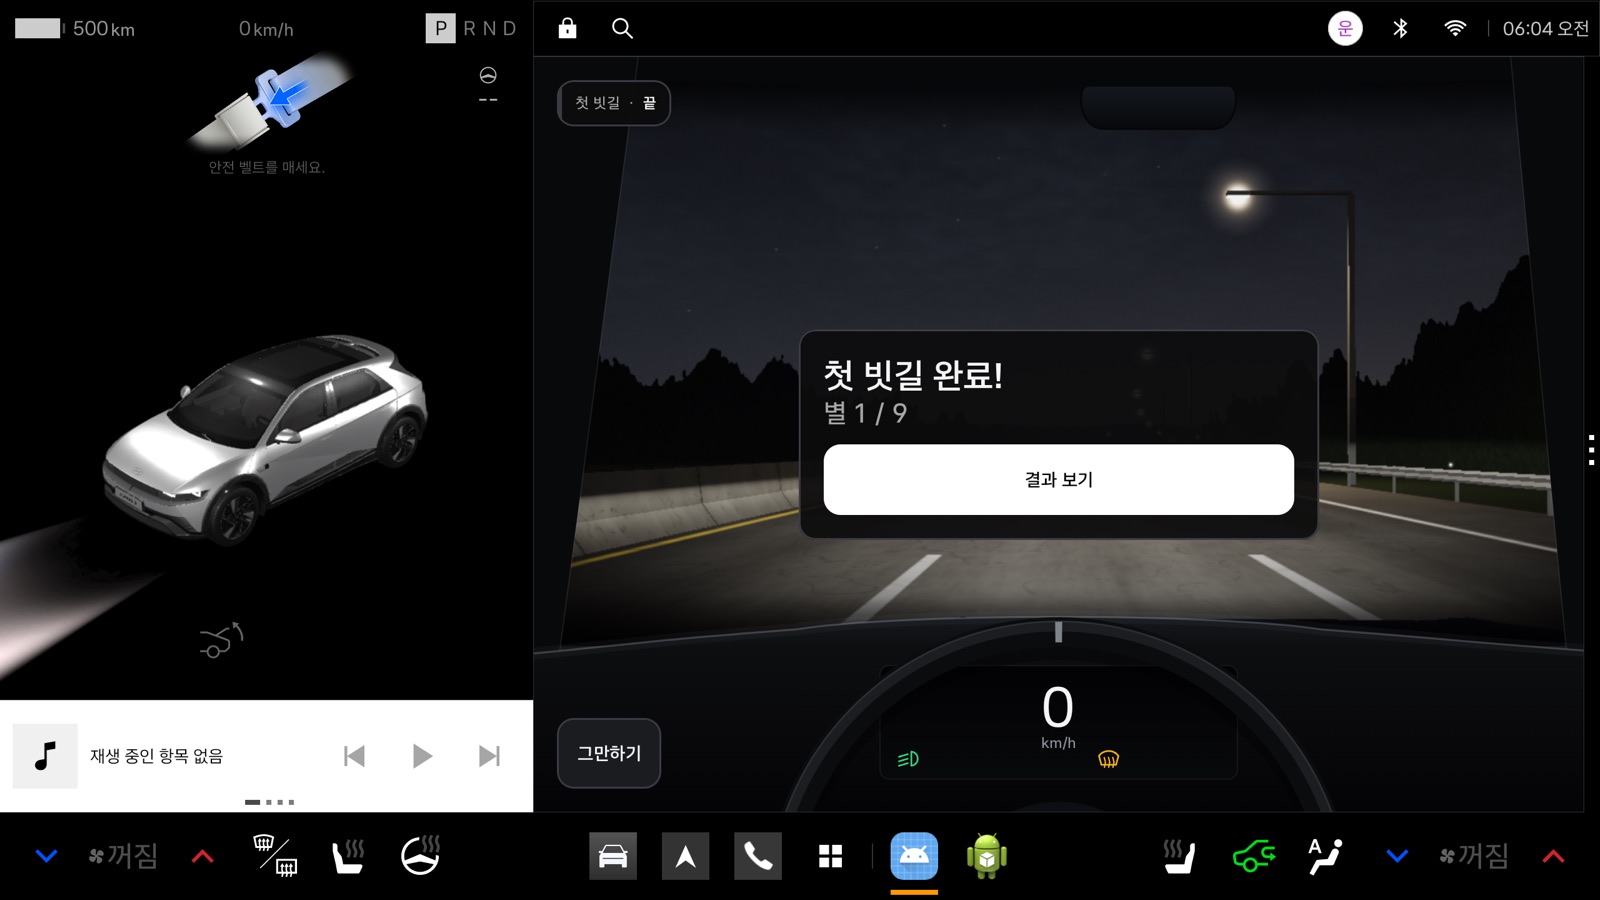 500 km
0 km/h
P R N D
--
안전 벨트를 매세요.
재생 중인 항목 없음
운
06:04 오전
첫 빗길 · 끝
첫 빗길 완료!
별 1 / 9
결과 보기
0
km/h
그만하기
꺼짐
A
꺼짐